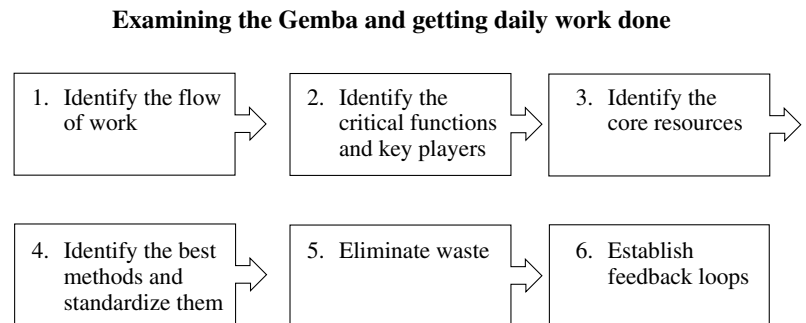 Examining the Gemba and getting daily work done
1. Identify the flow
of work
2. Identify the
critical functions
and key players
3. Identify the
core resources
4. Identify the best
methods and
standardize them
5. Eliminate waste
6. Establish
feedback loops